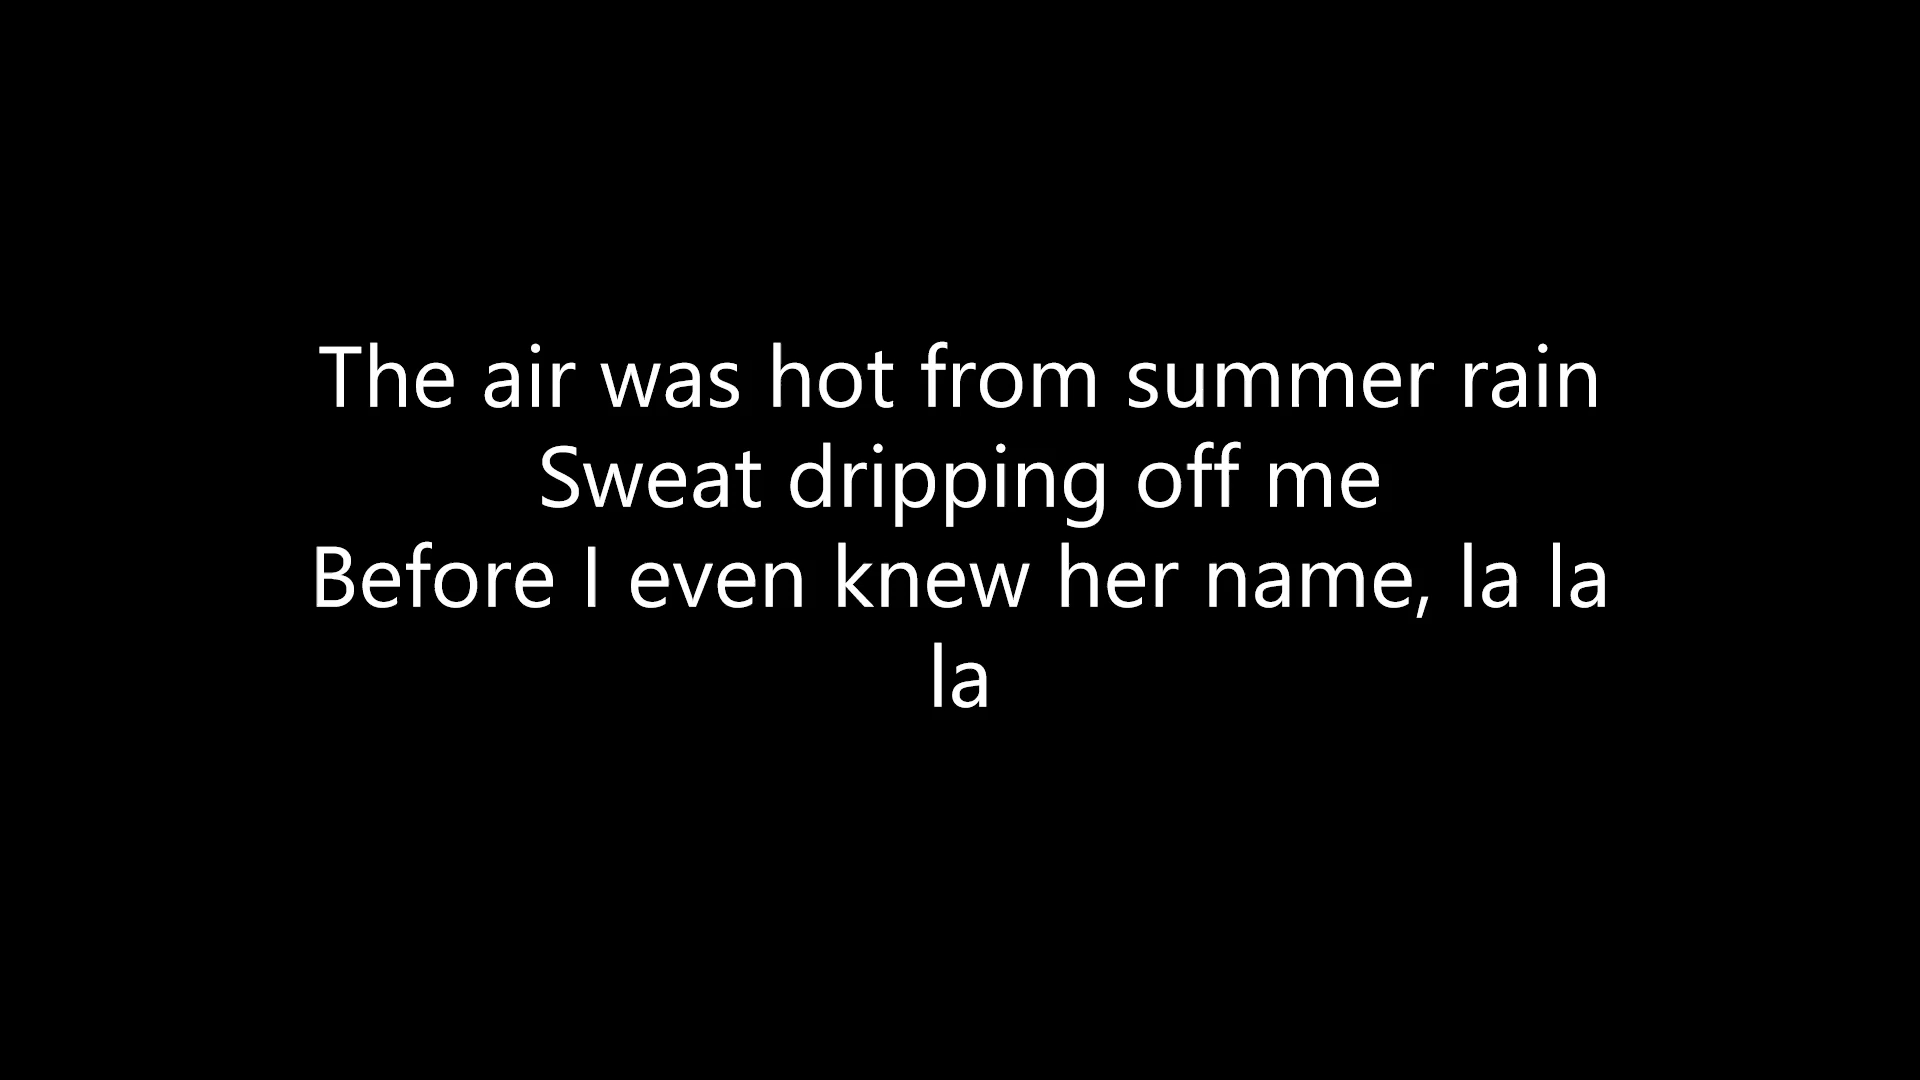 The air was hot from summer rain
Sweat dripping off me
Before I even knew her name, la la
la